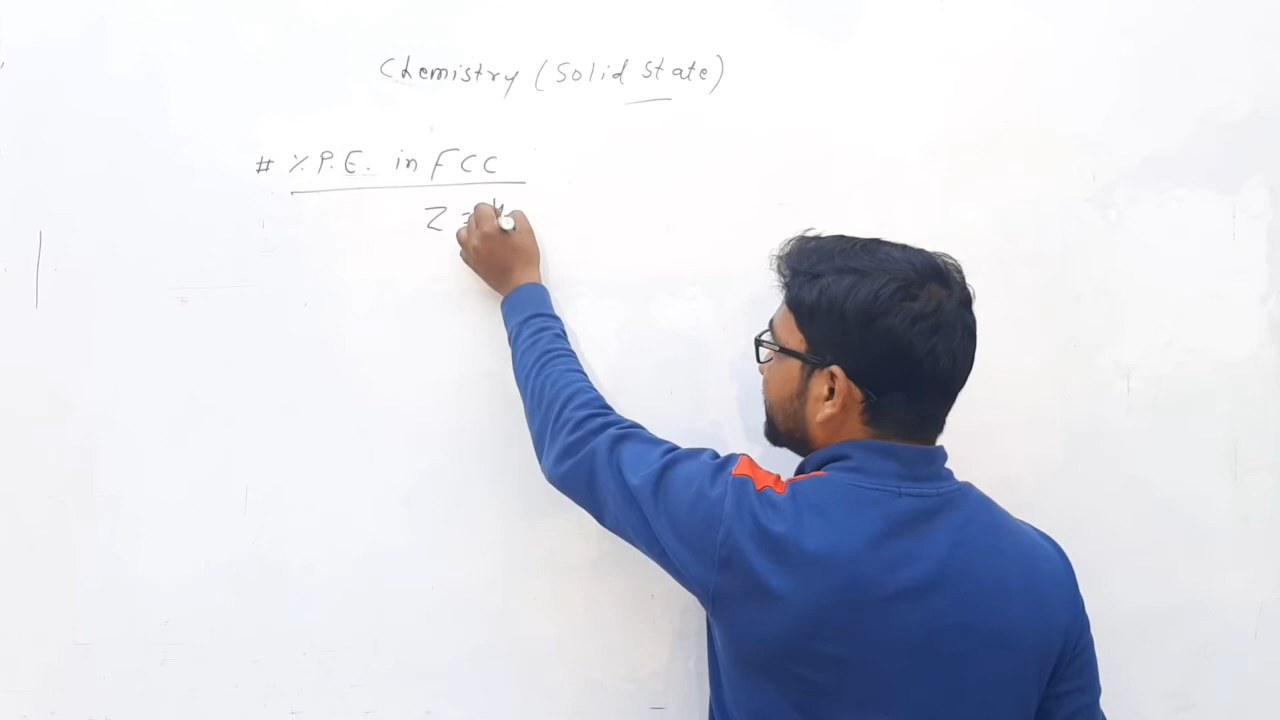 Chemistry (Solid State)
# % P.E. in FCC
Z = 4